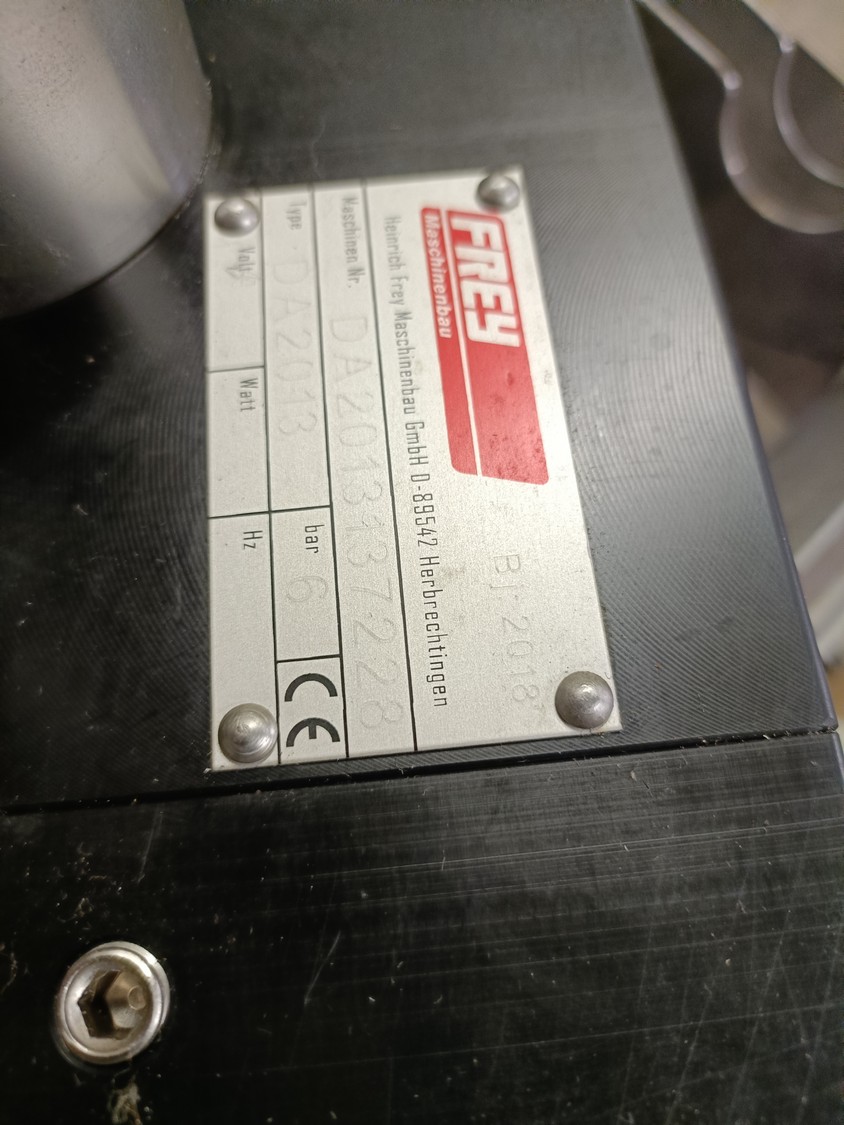 FREY
Maschinenbau
BJ 2018
Heinrich Frey Maschinenbau GmbH D-89542 Herbrechtingen
Maschinen Nr. DA2013137228
Type DA2013 bar 6 CE
Volt Watt Hz